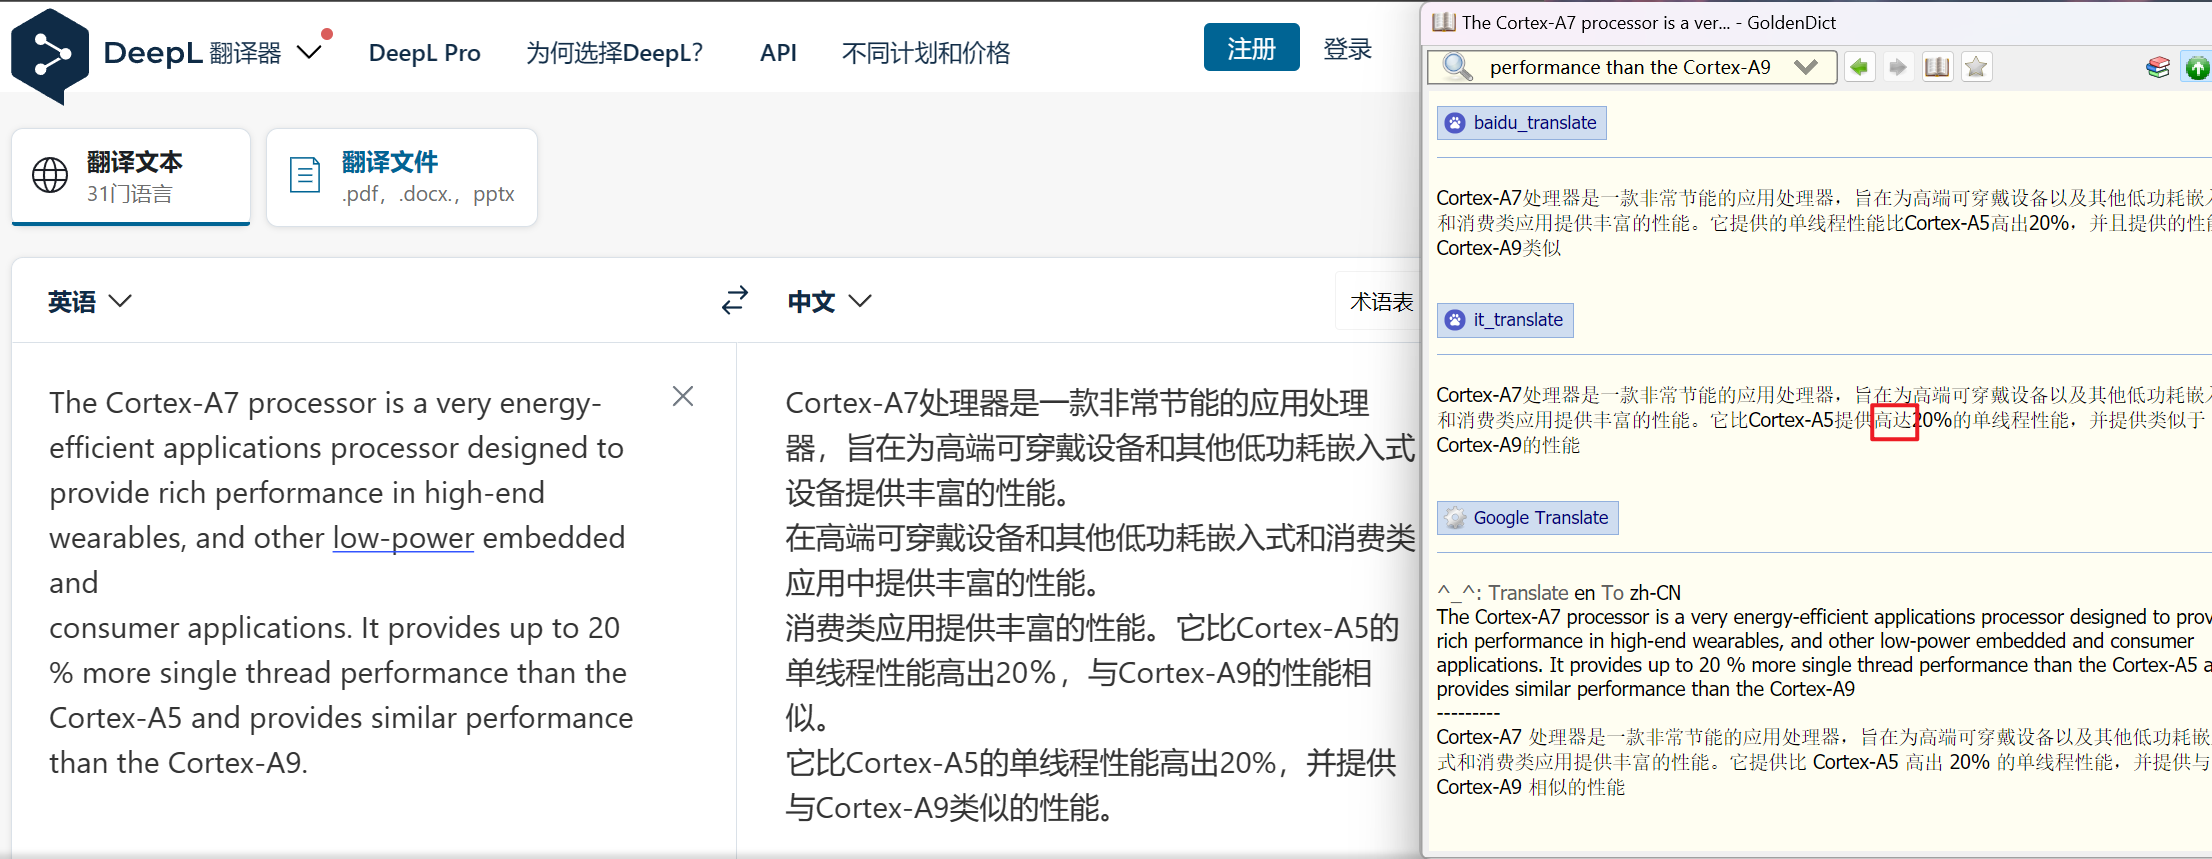 DeepL 翻译器
DeepL Pro
为何选择DeepL？
API
不同计划和价格
注册
登录
翻译文本
31门语言
翻译文件
.pdf，.docx.，pptx
英语
中文
术语表
The Cortex-A7 processor is a very energy-
efficient applications processor designed to
provide rich performance in high-end
wearables, and other low-power embedded
and
consumer applications. It provides up to 20
% more single thread performance than the
Cortex-A5 and provides similar performance
than the Cortex-A9.
Cortex-A7处理器是一款非常节能的应用处理
器，旨在为高端可穿戴设备和其他低功耗嵌入式
设备提供丰富的性能。
在高端可穿戴设备和其他低功耗嵌入式和消费类
应用中提供丰富的性能。
消费类应用提供丰富的性能。它比Cortex-A5的
单线程性能高出20%，与Cortex-A9的性能相
似。
它比Cortex-A5的单线程性能高出20%，并提供
与Cortex-A9类似的性能。
The Cortex-A7 processor is a ver... - GoldenDict
performance than the Cortex-A9
baidu_translate
Cortex-A7处理器是一款非常节能的应用处理器，旨在为高端可穿戴设备以及其他低功耗嵌入
和消费类应用提供丰富的性能。它提供的单线程性能比Cortex-A5高出20%，并且提供的性能
Cortex-A9类似
it_translate
Cortex-A7处理器是一款非常节能的应用处理器，旨在为高端可穿戴设备以及其他低功耗嵌入
和消费类应用提供丰富的性能。它比Cortex-A5提供高达20%的单线程性能，并提供类似于
Cortex-A9的性能
Google Translate
^_^: Translate en To zh-CN
The Cortex-A7 processor is a very energy-efficient applications processor designed to prov
rich performance in high-end wearables, and other low-power embedded and consumer
applications. It provides up to 20 % more single thread performance than the Cortex-A5 a
provides similar performance than the Cortex-A9
---------
Cortex-A7 处理器是一款非常节能的应用处理器，旨在为高端可穿戴设备以及其他低功耗嵌
式和消费类应用提供丰富的性能。它提供比 Cortex-A5 高出 20% 的单线程性能，并提供与
Cortex-A9 相似的性能